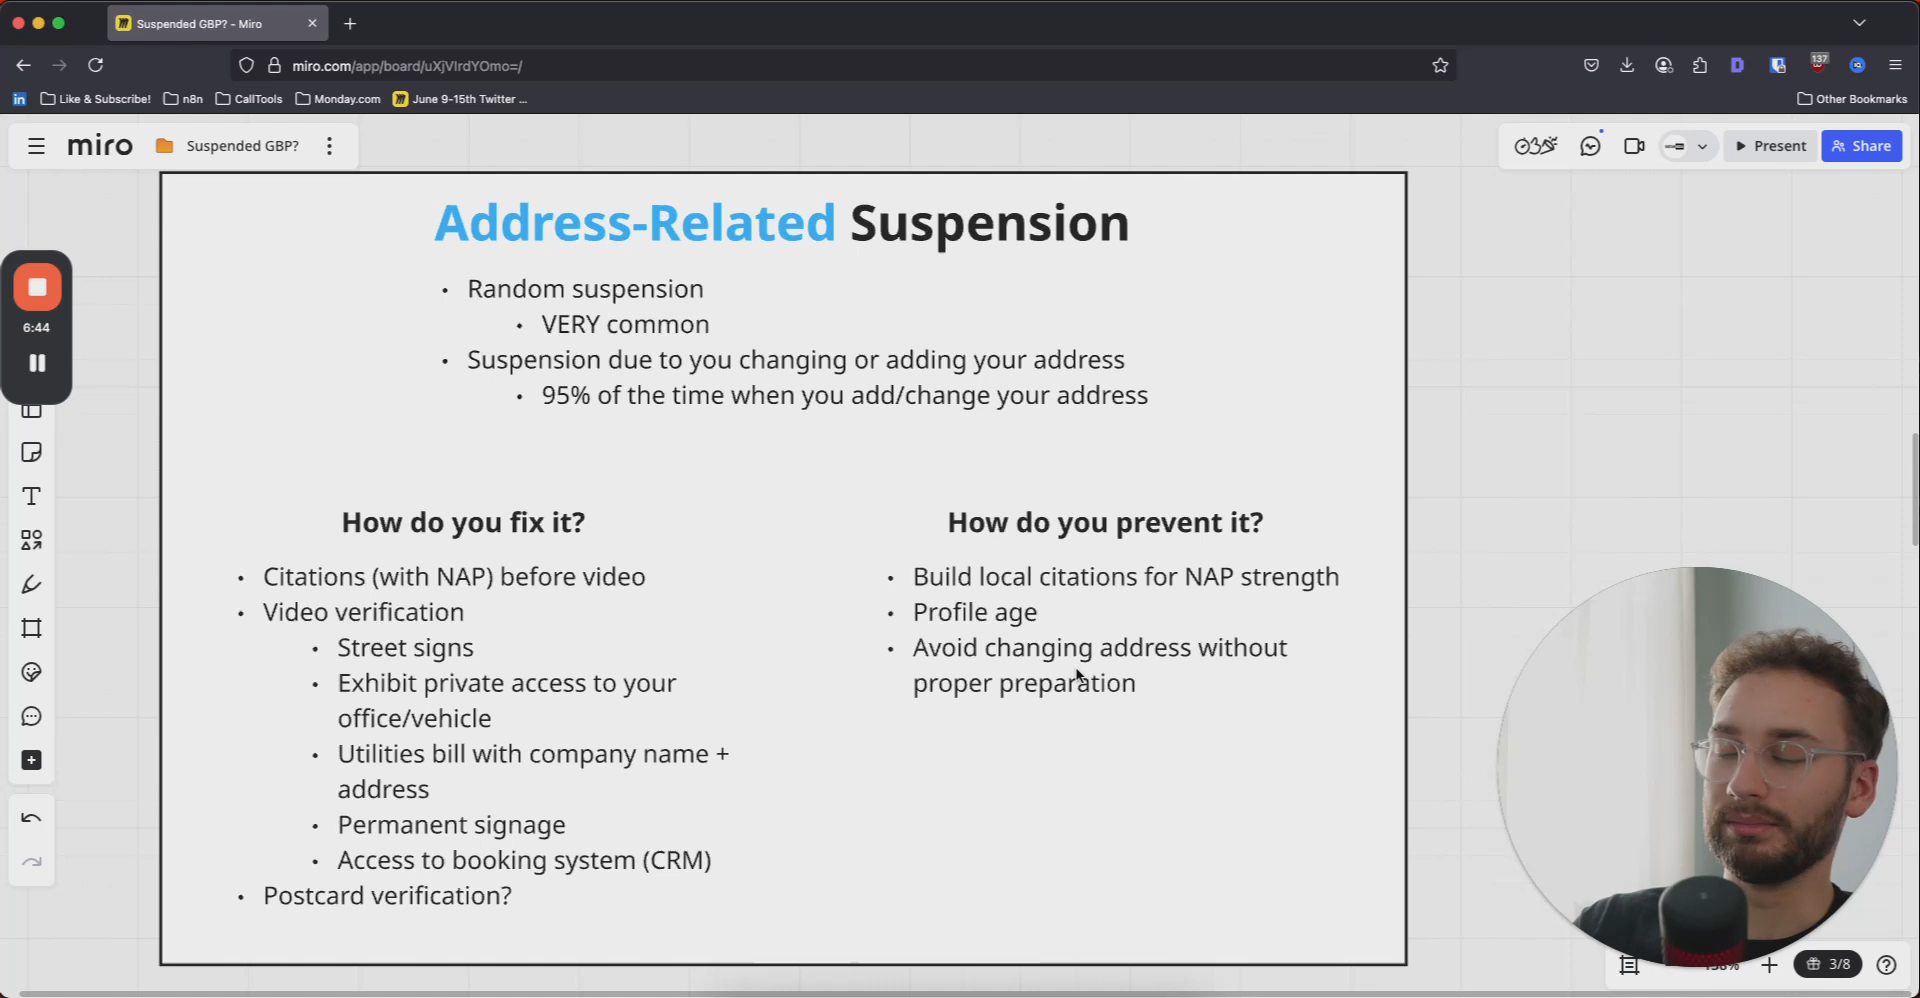 Suspended GBP? - Miro
miro.com/app/board/uXjVIrdYOmo=/
137
Like & Subscribe!
n8n
CallTools
Monday.com
June 9-15th Twitter ...
Other Bookmarks
miro
Suspended GBP?
Present
Share
Address-Related Suspension
• Random suspension
• VERY common
• Suspension due to you changing or adding your address
• 95% of the time when you add/change your address
6:44
How do you fix it?
• Citations (with NAP) before video
• Video verification
• Street signs
• Exhibit private access to your
office/vehicle
• Utilities bill with company name +
address
• Permanent signage
• Access to booking system (CRM)
• Postcard verification?
How do you prevent it?
• Build local citations for NAP strength
• Profile age
• Avoid changing address without
proper preparation
3/8